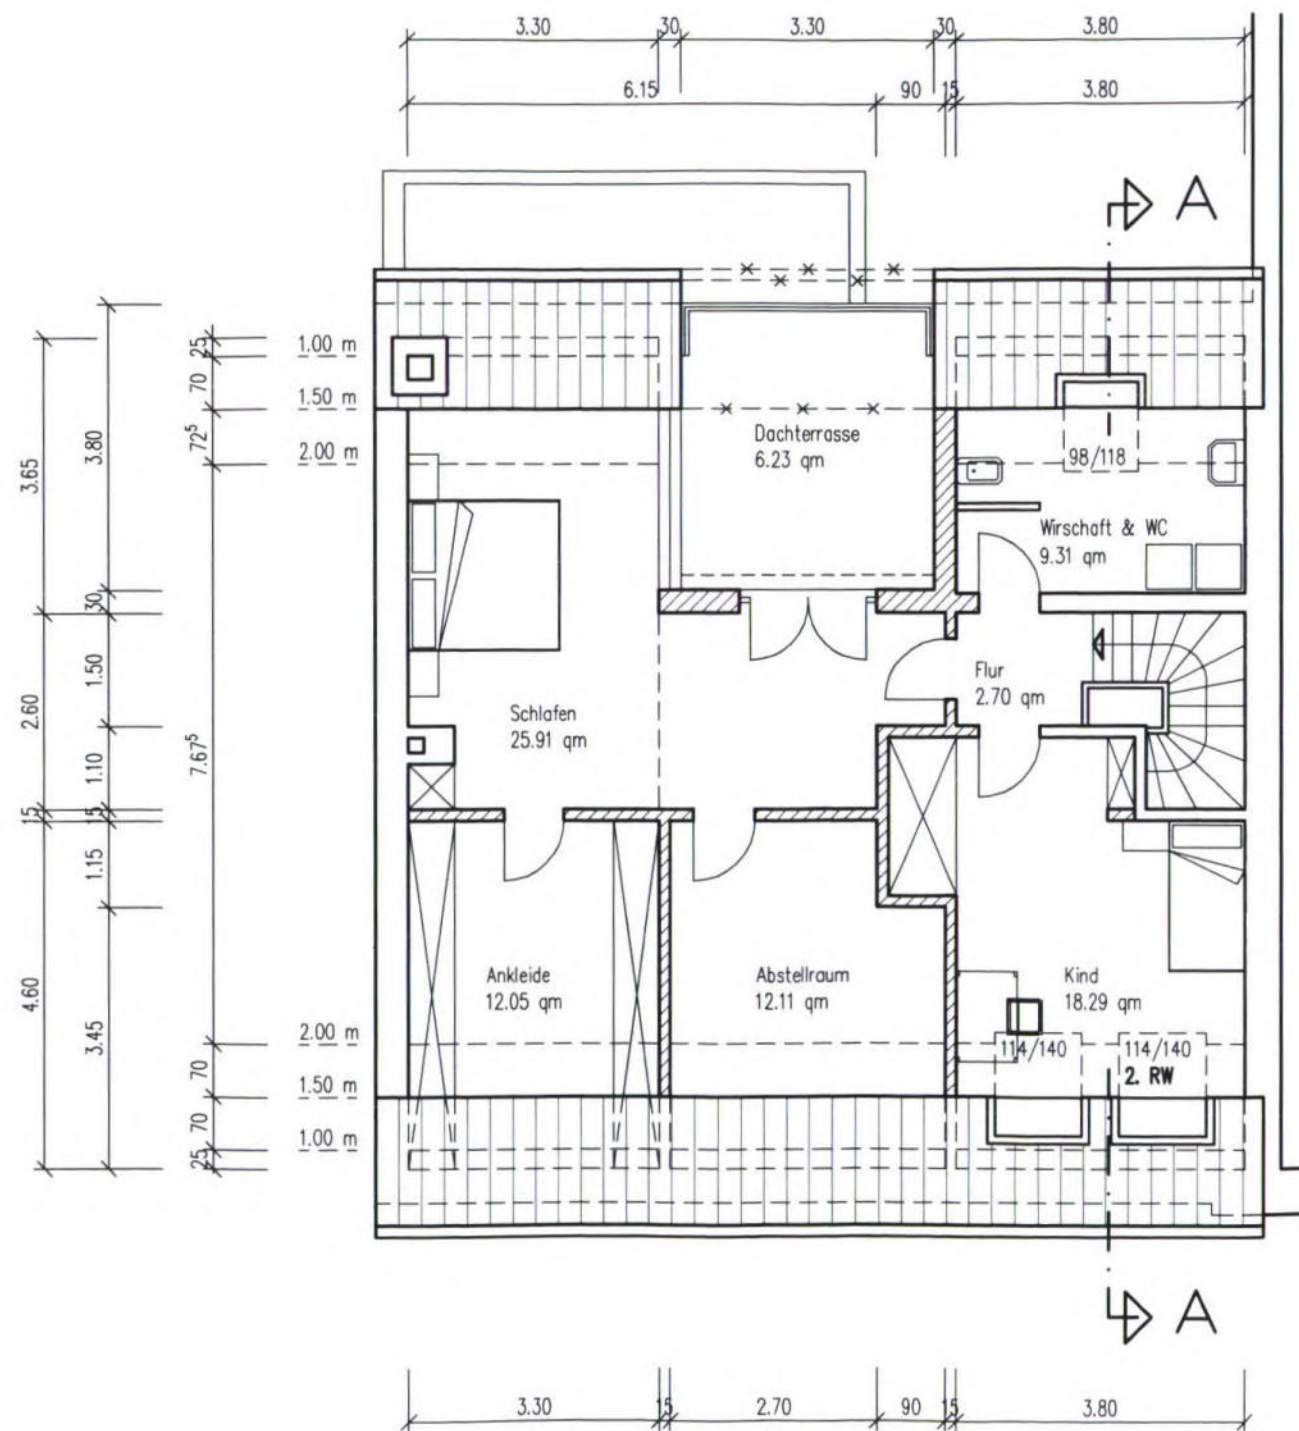 3.30 30 3.30 30 3.80
6.15 90 15 3.80
A
25 1.00 m
70 1.50 m
72⁵ 2.00 m
3.80
3.65
Dachterrasse
6.23 qm
98/118
Wirschaft & WC
9.31 qm
30
1.50
2.60
7.67⁵
1.10
Flur
2.70 qm
Schlafen
25.91 qm
15 15
1.15
4.60
3.45
Ankleide
12.05 qm
Abstellraum
12.11 qm
Kind
18.29 qm
2.00 m
114/140 114/140
2. RW
70 1.50 m
70 1.00 m
25
A
3.30 15 2.70 90 15 3.80